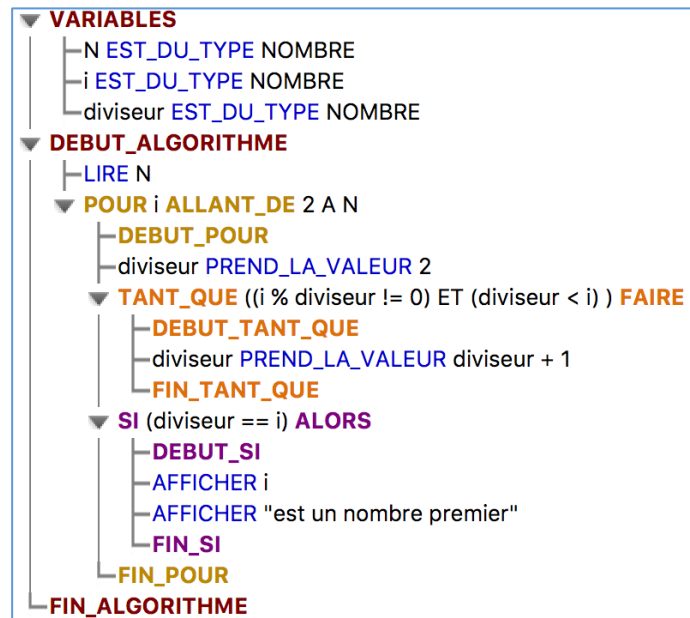 VARIABLES
N EST_DU_TYPE NOMBRE
i EST_DU_TYPE NOMBRE
diviseur EST_DU_TYPE NOMBRE
DEBUT_ALGORITHME
LIRE N
POUR i ALLANT_DE 2 A N
DEBUT_POUR
diviseur PREND_LA_VALEUR 2
TANT_QUE ((i % diviseur != 0) ET (diviseur < i) ) FAIRE
DEBUT_TANT_QUE
diviseur PREND_LA_VALEUR diviseur + 1
FIN_TANT_QUE
SI (diviseur == i) ALORS
DEBUT_SI
AFFICHER i
AFFICHER "est un nombre premier"
FIN_SI
FIN_POUR
FIN_ALGORITHME